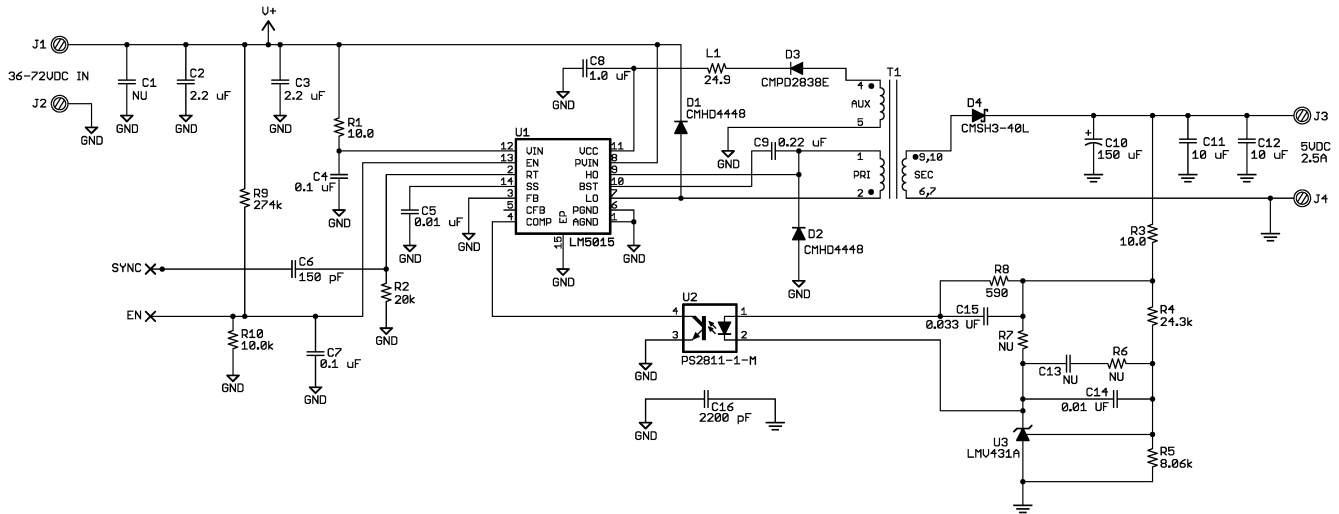 V+
J1
36-72VDC IN
J2
GND
C1
NU
GND
C2
2.2 uF
GND
C3
2.2 uF
GND
R1
10.0
C4
0.1 uF
GND
R9
274k
C5
0.01 uF
GND
GND
U1
12 VIN
13 EN
2 RT
14 SS
3 FB
5 CFB
4 COMP
VCC 11
PVIN 8
HO 9
BST 10
LO 7
PGND 6
AGND 1
EP
15
LM5015
GND
GND
C8
1.0 uF
GND
L1
24.9
D3
CMPD2838E
D1
CMHD4448
T1
4
AUX
5
GND
C9 0.22 uF
1
PRI
2
9,10
SEC
6,7
D2
CMHD4448
GND
D4
CMSH3-40L
+
C10
150 uF
C11
10 uF
C12
10 uF
J3
5VDC
2.5A
J4
SYNC
C6
150 pF
R2
20k
GND
EN
R10
10.0k
GND
C7
0.1 uF
GND
U2
4
3
1
2
PS2811-1-M
GND
C16
2200 pF
GND
R3
10.0
R8
590
C15
0.033 UF
R7
NU
R4
24.3k
C13
NU
R6
NU
C14
0.01 UF
U3
LMV431A
R5
8.06k